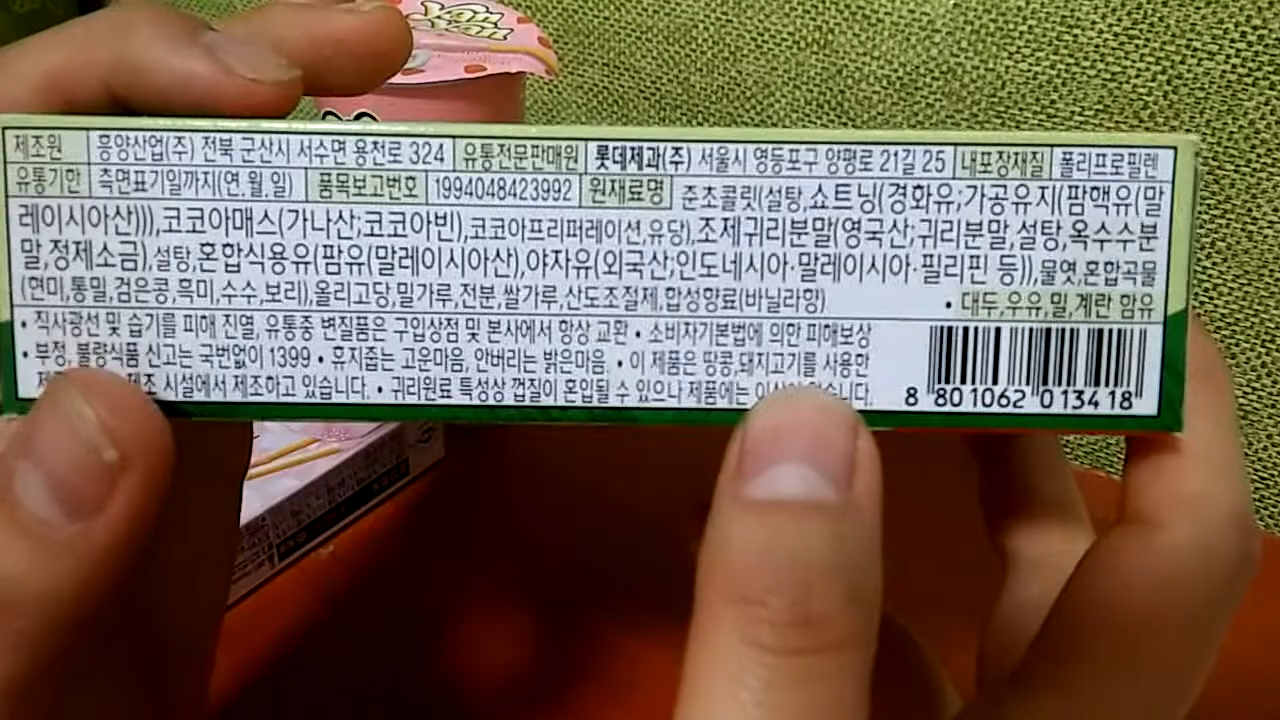 Yan
Yan
제조원 흥양산업(주) 전북 군산시 서수면 용천로 324 유통전문판매원 롯데제과(주) 서울시 영등포구 양평로 21길 25 내포장재질 폴리프로필렌
유통기한 측면표기일까지(연.월.일) 품목보고번호 1994048423992 원재료명 준초콜릿(설탕,쇼트닝(경화유;가공유지(팜핵유(말
레이시아산))),코코아매스(가나산;코코아빈),코코아프리퍼레이션,유당),조제귀리분말(영국산;귀리분말,설탕,옥수수분
말,정제소금),설탕,혼합식용유(팜유(말레이시아산),야자유(외국산;인도네시아·말레이시아·필리핀 등)),물엿,혼합곡물
(현미,통밀,검은콩,흑미,수수,보리),올리고당,밀가루,전분,쌀가루,산도조절제,합성향료(바닐라향) • 대두,우유,밀,계란 함유
• 직사광선 및 습기를 피해 진열, 유통중 변질품은 구입상점 및 본사에서 항상 교환 • 소비자기본법에 의한 피해보상
• 부정, 불량식품 신고는 국번없이 1399 • 휴지줍는 고운마음, 안버리는 밝은마음. • 이 제품은 땅콩,돼지고기를 사용한
시설에서 제조하고 있습니다. • 귀리원료 특성상 껍질이 혼입될 수 있으나 제품에는
8 801062 013418